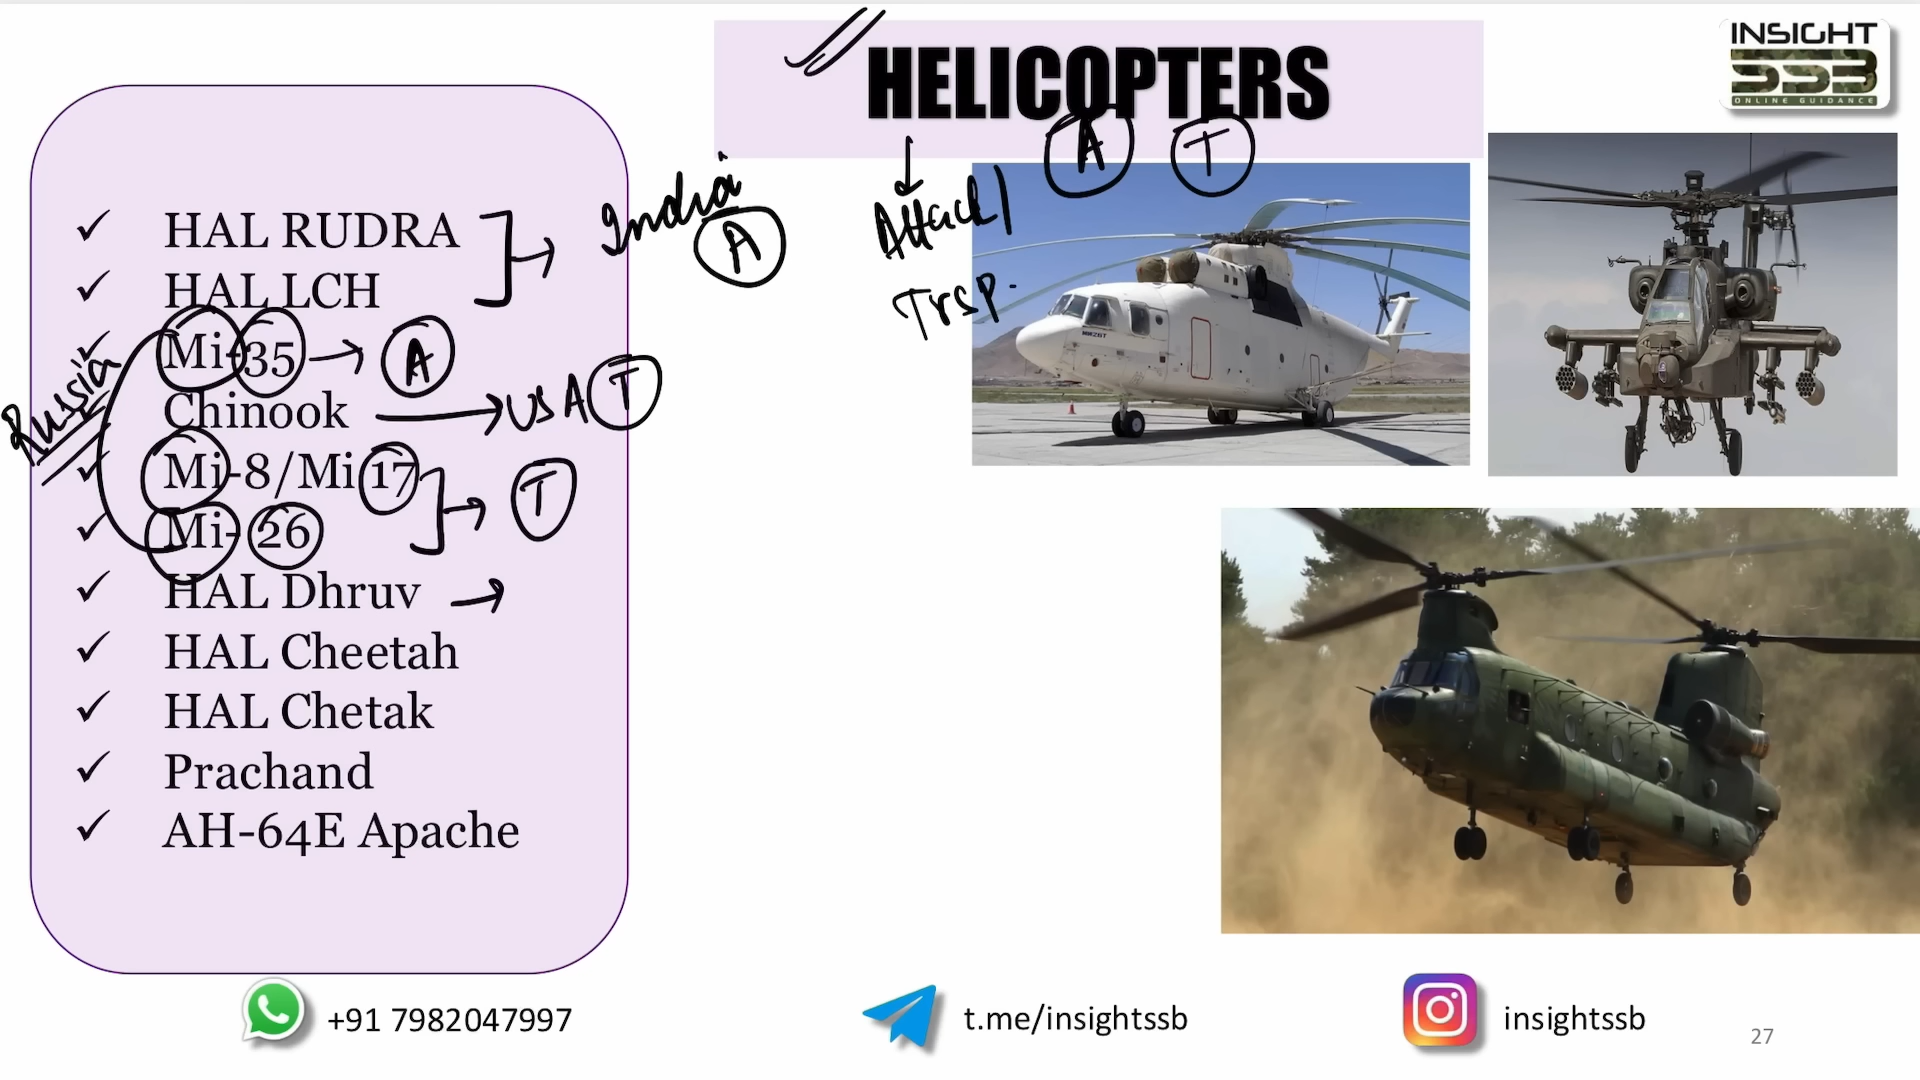 HELICOPTERS
INSIGHT
SSB
ONLINE GUIDANCE
A T
Attack/
Trsp.
✓ HAL RUDRA
India
A
✓ HAL LCH
✓ Mi-35 → A
Russia
✓ Chinook → USA T
✓ Mi-8/Mi 17
T
✓ Mi- 26
✓ HAL Dhruv →
✓ HAL Cheetah
✓ HAL Chetak
✓ Prachand
✓ AH-64E Apache
+91 7982047997
t.me/insightssb
insightssb
27